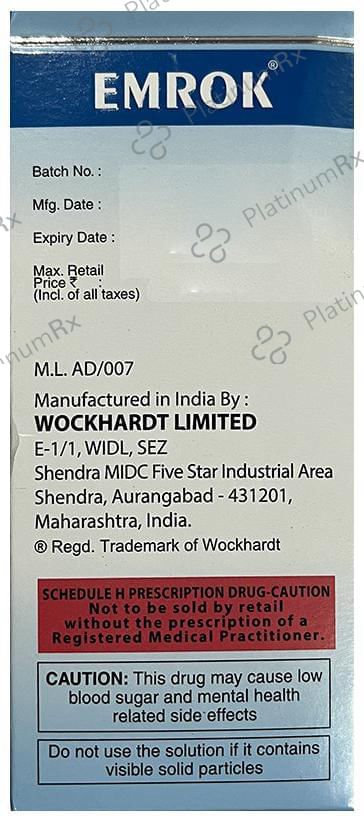 EMROK®
Batch No. :
Mfg. Date :
Expiry Date :
Max. Retail
Price ₹ :
(Incl. of all taxes)
M.L. AD/007
Manufactured in India By :
WOCKHARDT LIMITED
E-1/1, WIDL, SEZ
Shendra MIDC Five Star Industrial Area
Shendra, Aurangabad - 431201,
Maharashtra, India.
® Regd. Trademark of Wockhardt
SCHEDULE H PRESCRIPTION DRUG-CAUTION
Not to be sold by retail
without the prescription of a
Registered Medical Practitioner.
CAUTION: This drug may cause low
blood sugar and mental health
related side effects
Do not use the solution if it contains
visible solid particles
PlatinumRx
PlatinumRx
PlatinumRx